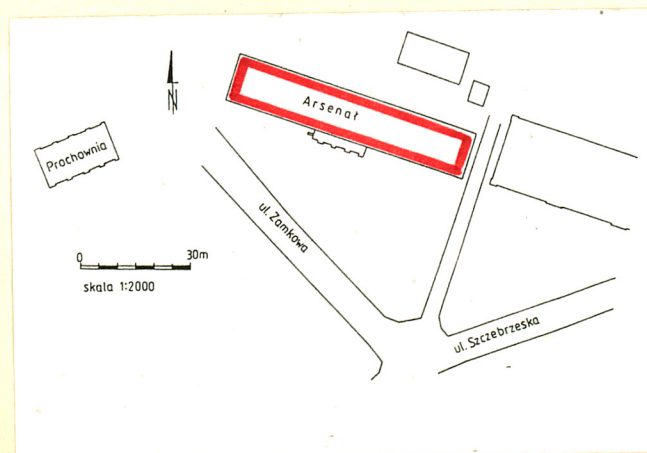 N
Arsenał
Prochownia
ul. Zamkowa
0 30m
skala 1:2000
ul. Szczebrzeska